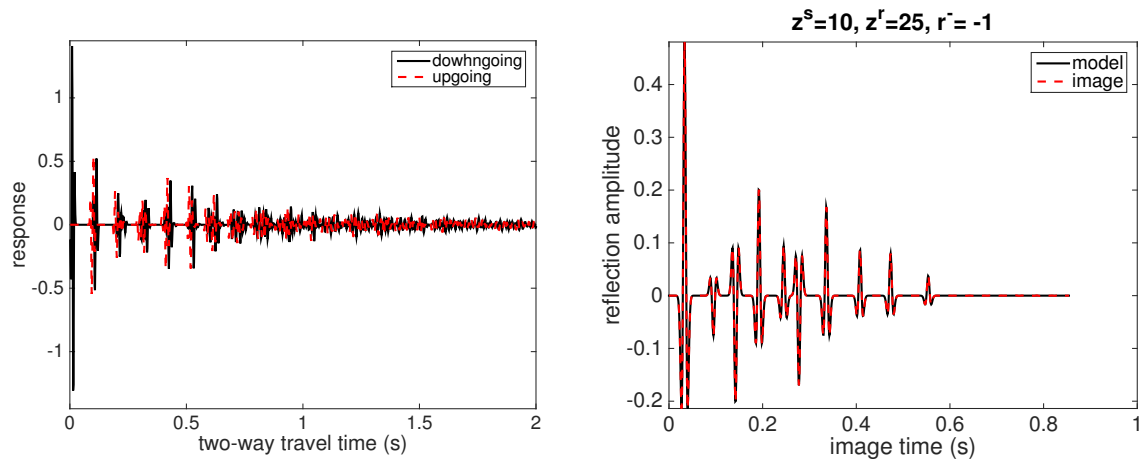 1
0.5
0
-0.5
-1
response
0
0.5
1
1.5
2
two-way travel time (s)
dowhngoing
upgoing
z^s=10, z^r=25, r^-= -1
0.4
0.3
0.2
0.1
0
-0.1
-0.2
reflection amplitude
0
0.2
0.4
0.6
0.8
1
image time (s)
model
image